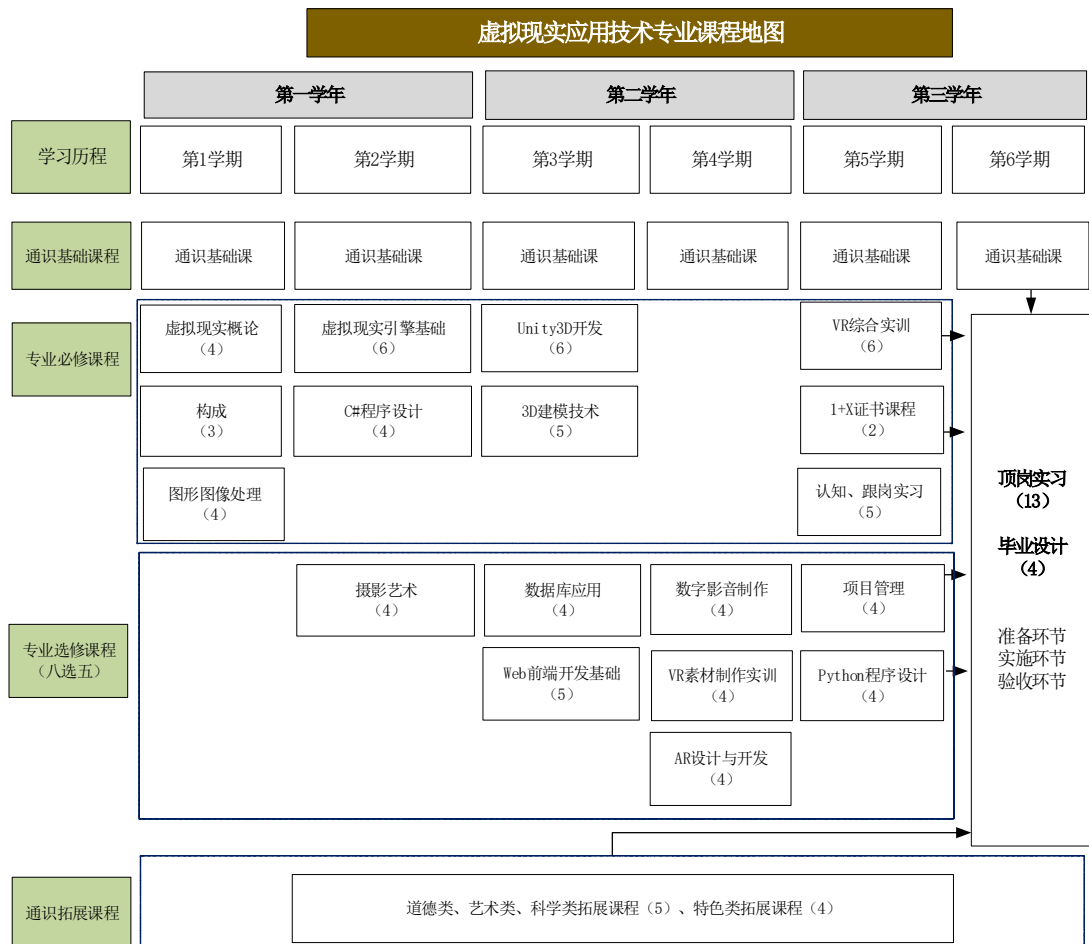 虚拟现实应用技术专业课程地图
第一学年
第二学年
第三学年
学习历程
第1学期
第2学期
第3学期
第4学期
第5学期
第6学期
通识基础课程
通识基础课
通识基础课
通识基础课
通识基础课
通识基础课
通识基础课
专业必修课程
虚拟现实概论
（4）
虚拟现实引擎基础
（6）
Unity3D开发
（6）
VR综合实训
（6）
构成
（3）
C#程序设计
（4）
3D建模技术
（5）
1+X证书课程
（2）
图形图像处理
（4）
认知、跟岗实习
（5）
顶岗实习
（13）
毕业设计
（4）
准备环节
实施环节
验收环节
专业选修课程
（八选五）
摄影艺术
（4）
数据库应用
（4）
数字影音制作
（4）
项目管理
（4）
Web前端开发基础
（5）
VR素材制作实训
（4）
Python程序设计
（4）
AR设计与开发
（4）
通识拓展课程
道德类、艺术类、科学类拓展课程（5）、特色类拓展课程（4）